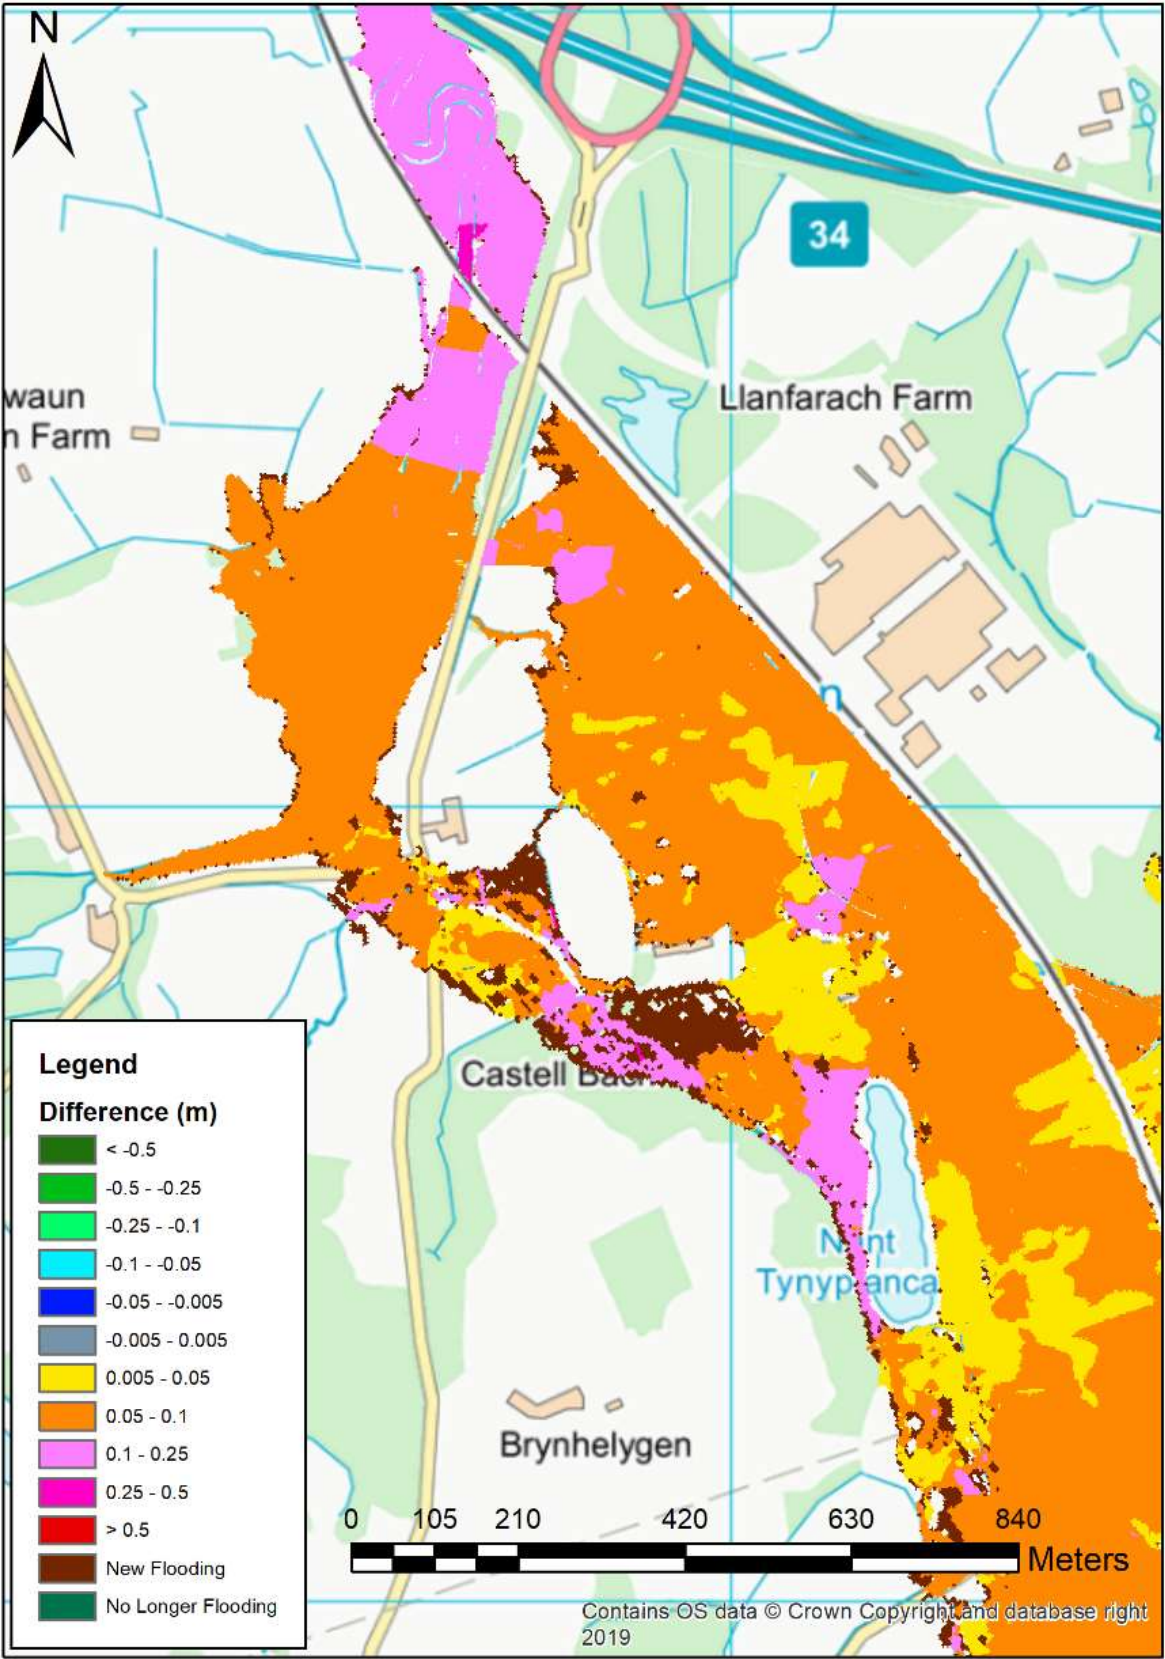 N
34
waun
n Farm
Llanfarach Farm
n
Castell Bach
Nant
Tynyplanca
Brynhelygen
Legend
Difference (m)
< -0.5
-0.5 - -0.25
-0.25 - -0.1
-0.1 - -0.05
-0.05 - -0.005
-0.005 - 0.005
0.005 - 0.05
0.05 - 0.1
0.1 - 0.25
0.25 - 0.5
> 0.5
New Flooding
No Longer Flooding
0 105 210 420 630 840
Meters
Contains OS data © Crown Copyright and database right
2019